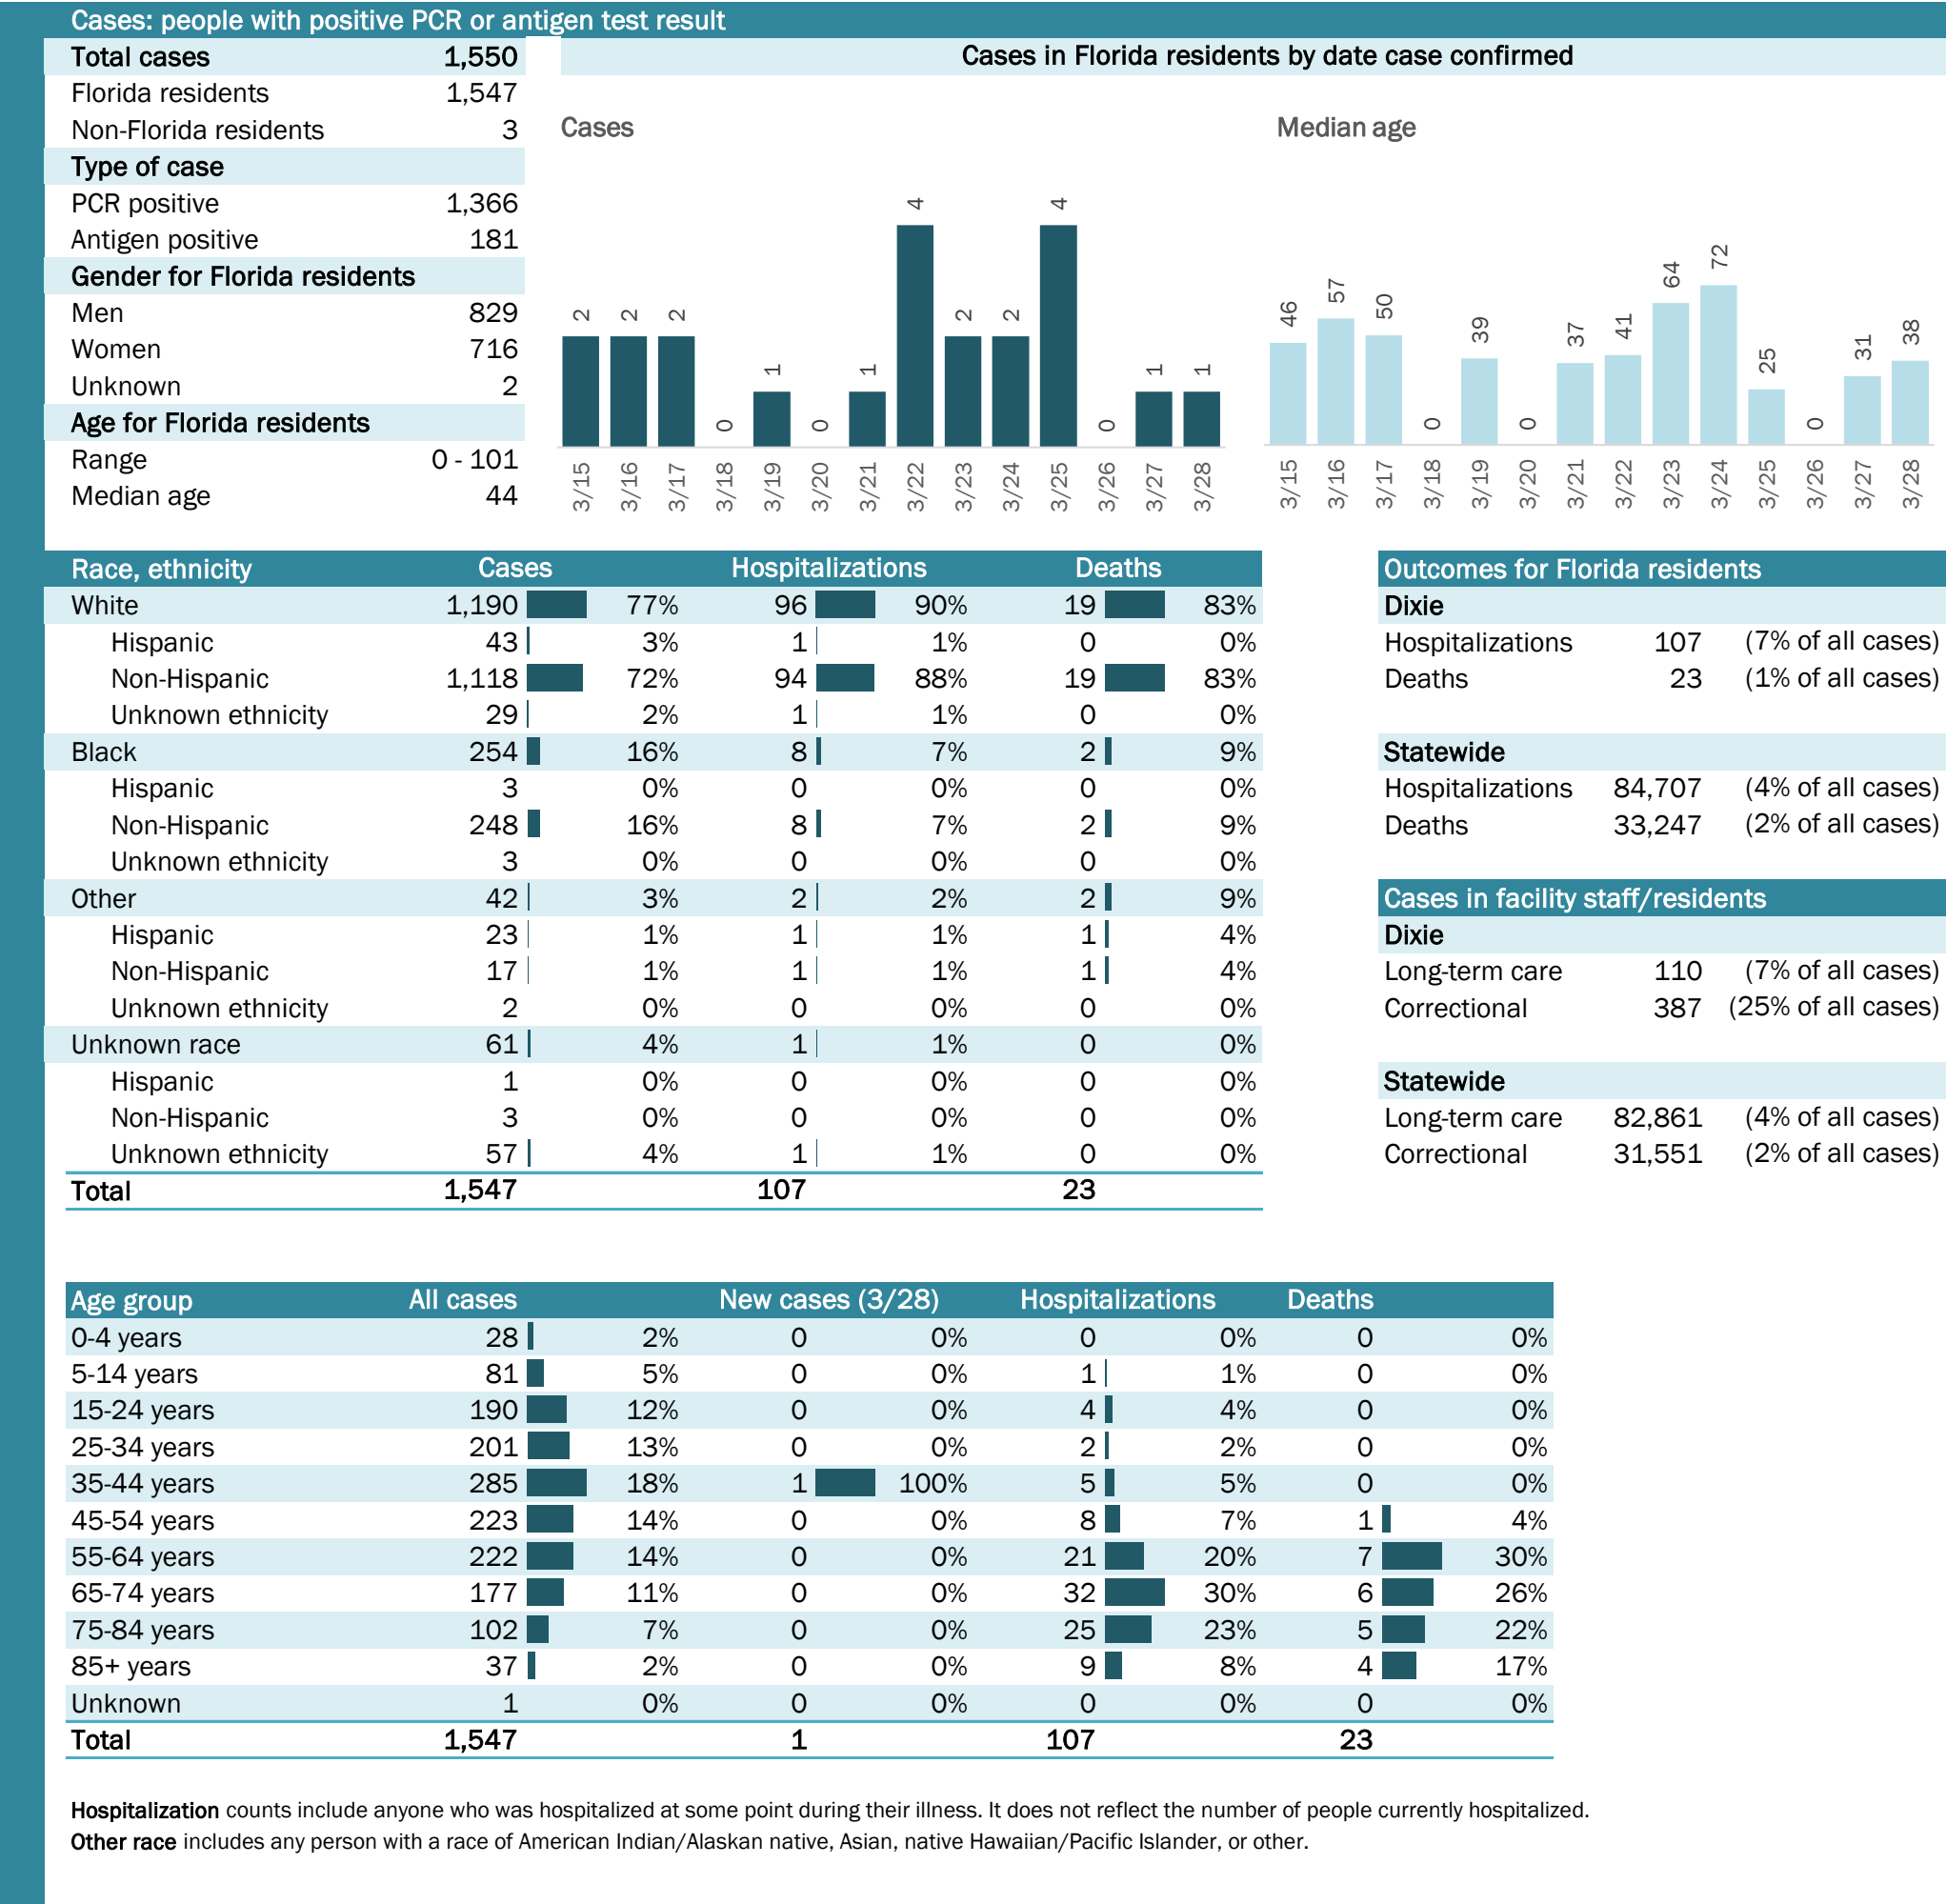 Cases: people with positive PCR or antigen test result
Total cases 1,550
Florida residents 1,547
Non-Florida residents 3
Type of case
PCR positive 1,366
Antigen positive 181
Gender for Florida residents
Men 829
Women 716
Unknown 2
Age for Florida residents
Range 0 - 101
Median age 44
Cases in Florida residents by date case confirmed
Cases
2 2 2 0 1 0 1 4 2 2 4 0 1 1
3/15 3/16 3/17 3/18 3/19 3/20 3/21 3/22 3/23 3/24 3/25 3/26 3/27 3/28
Median age
46 57 50 0 39 0 37 41 64 72 25 0 31 38
3/15 3/16 3/17 3/18 3/19 3/20 3/21 3/22 3/23 3/24 3/25 3/26 3/27 3/28
Race, ethnicity Cases Hospitalizations Deaths
White 1,190 77% 96 90% 19 83%
Hispanic 43 3% 1 1% 0 0%
Non-Hispanic 1,118 72% 94 88% 19 83%
Unknown ethnicity 29 2% 1 1% 0 0%
Black 254 16% 8 7% 2 9%
Hispanic 3 0% 0 0% 0 0%
Non-Hispanic 248 16% 8 7% 2 9%
Unknown ethnicity 3 0% 0 0% 0 0%
Other 42 3% 2 2% 2 9%
Hispanic 23 1% 1 1% 1 4%
Non-Hispanic 17 1% 1 1% 1 4%
Unknown ethnicity 2 0% 0 0% 0 0%
Unknown race 61 4% 1 1% 0 0%
Hispanic 1 0% 0 0% 0 0%
Non-Hispanic 3 0% 0 0% 0 0%
Unknown ethnicity 57 4% 1 1% 0 0%
Total 1,547 107 23
Outcomes for Florida residents
Dixie
Hospitalizations 107 (7% of all cases)
Deaths 23 (1% of all cases)
Statewide
Hospitalizations 84,707 (4% of all cases)
Deaths 33,247 (2% of all cases)
Cases in facility staff/residents
Dixie
Long-term care 110 (7% of all cases)
Correctional 387 (25% of all cases)
Statewide
Long-term care 82,861 (4% of all cases)
Correctional 31,551 (2% of all cases)
Age group All cases New cases (3/28) Hospitalizations Deaths
0-4 years 28 2% 0 0% 0 0% 0 0%
5-14 years 81 5% 0 0% 1 1% 0 0%
15-24 years 190 12% 0 0% 4 4% 0 0%
25-34 years 201 13% 0 0% 2 2% 0 0%
35-44 years 285 18% 1 100% 5 5% 0 0%
45-54 years 223 14% 0 0% 8 7% 1 4%
55-64 years 222 14% 0 0% 21 20% 7 30%
65-74 years 177 11% 0 0% 32 30% 6 26%
75-84 years 102 7% 0 0% 25 23% 5 22%
85+ years 37 2% 0 0% 9 8% 4 17%
Unknown 1 0% 0 0% 0 0% 0 0%
Total 1,547 1 107 23
Hospitalization counts include anyone who was hospitalized at some point during their illness. It does not reflect the number of people currently hospitalized.
Other race includes any person with a race of American Indian/Alaskan native, Asian, native Hawaiian/Pacific Islander, or other.